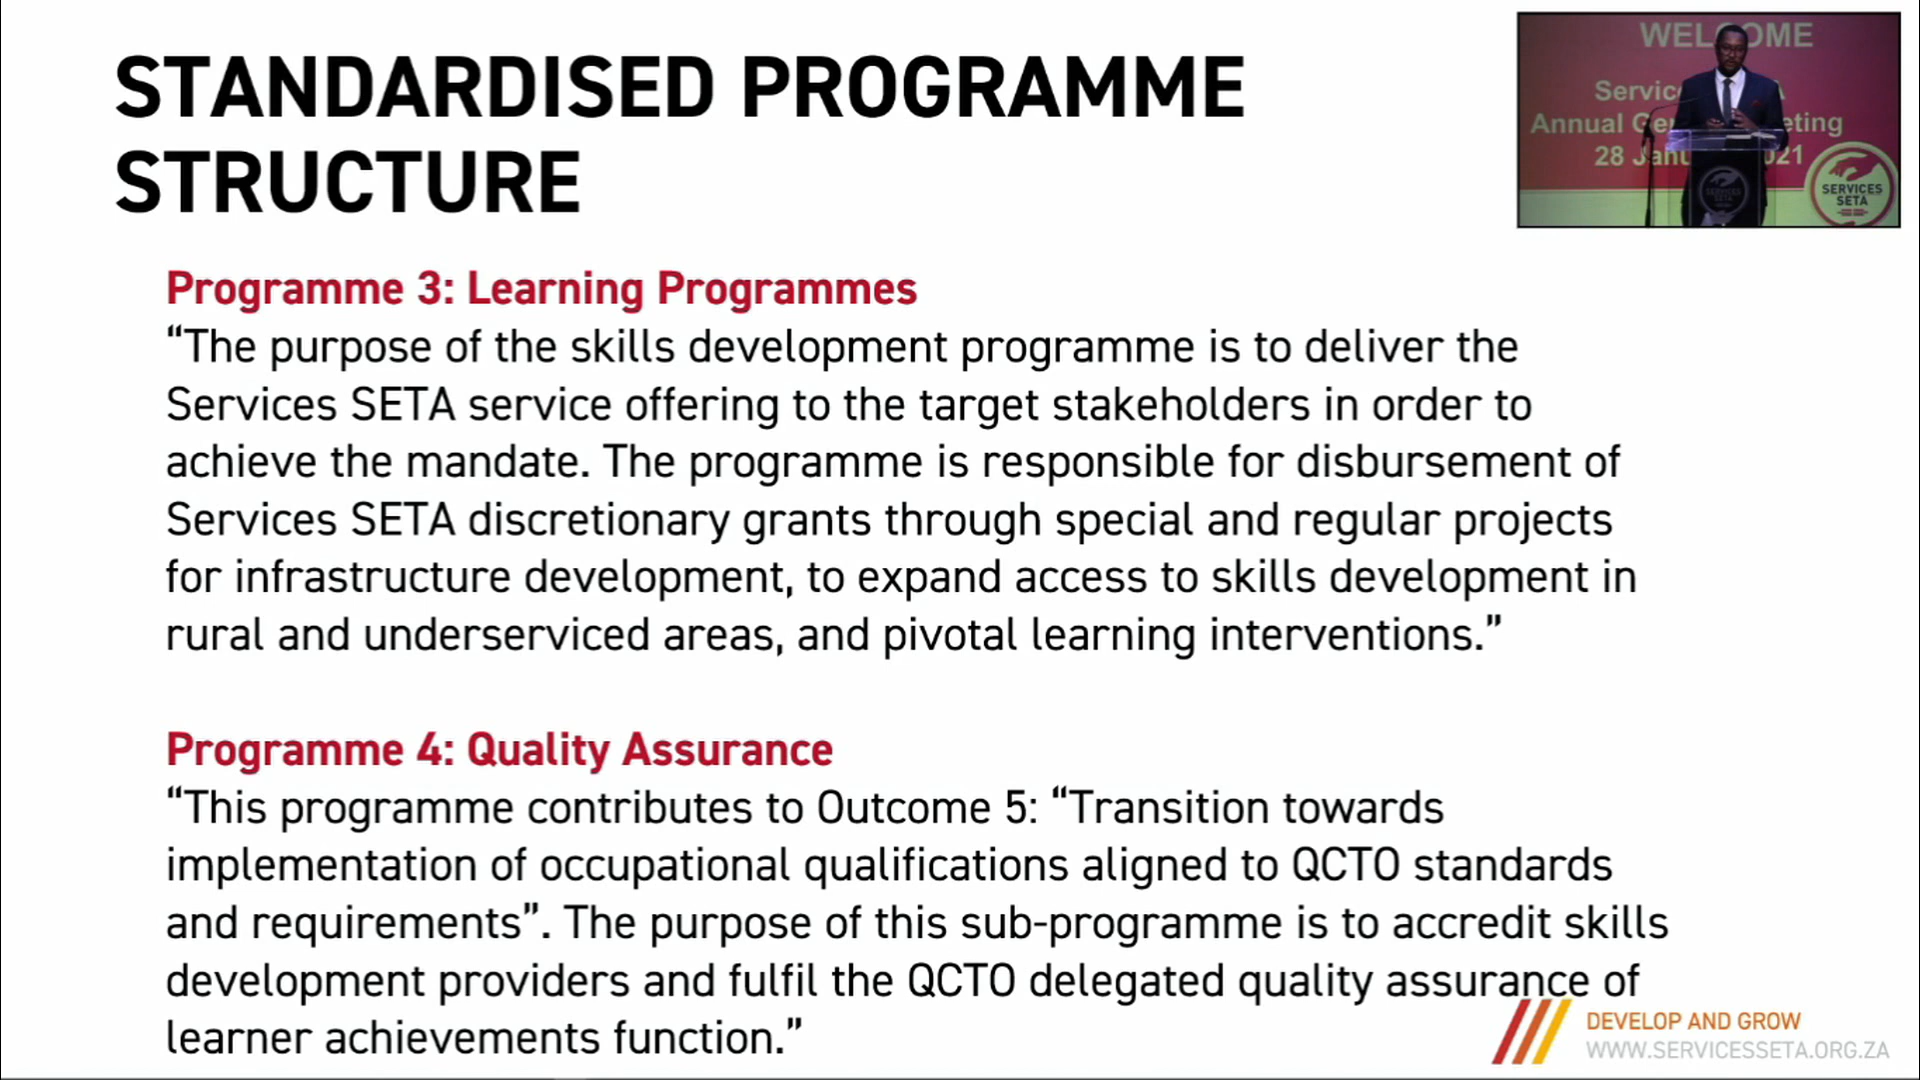 STANDARDISED PROGRAMME
STRUCTURE
WELCOME
Annual
28
SERVICES
SETA
SERVICES
SETA
Programme 3: Learning Programmes
“The purpose of the skills development programme is to deliver the
Services SETA service offering to the target stakeholders in order to
achieve the mandate. The programme is responsible for disbursement of
Services SETA discretionary grants through special and regular projects
for infrastructure development, to expand access to skills development in
rural and underserviced areas, and pivotal learning interventions.”
Programme 4: Quality Assurance
“This programme contributes to Outcome 5: “Transition towards
implementation of occupational qualifications aligned to QCTO standards
and requirements”. The purpose of this sub-programme is to accredit skills
development providers and fulfil the QCTO delegated quality assurance of
learner achievements function.”
DEVELOP AND GROW
WWW.SERVICESSETA.ORG.ZA